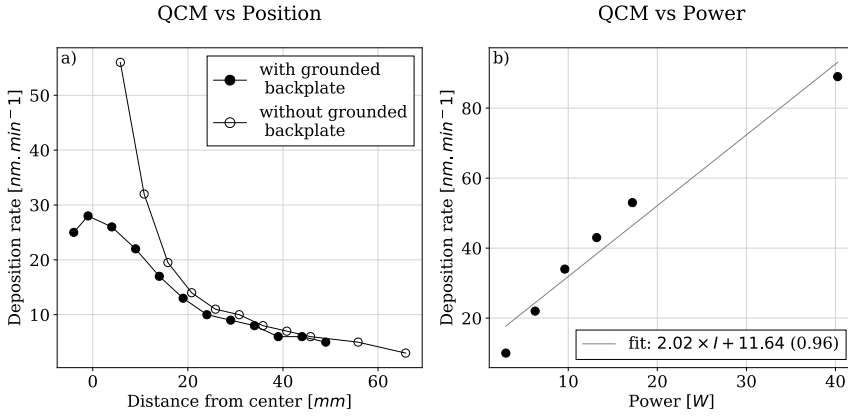 QCM vs Position
QCM vs Power
a)
with grounded
backplate
without grounded
backplate
50
40
30
20
10
0
20
40
60
Deposition rate [nm.min − 1]
Distance from center [mm]
b)
80
60
40
20
10
20
30
40
Deposition rate [nm.min − 1]
fit: 2.02 × I + 11.64 (0.96)
Power [W]